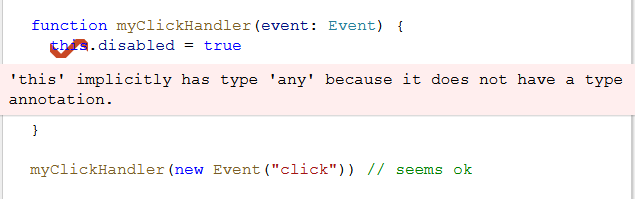 function myClickHandler(event: Event) {
this.disabled = true
'this' implicitly has type 'any' because it does not have a type
annotation.
}
myClickHandler(new Event("click")) // seems ok